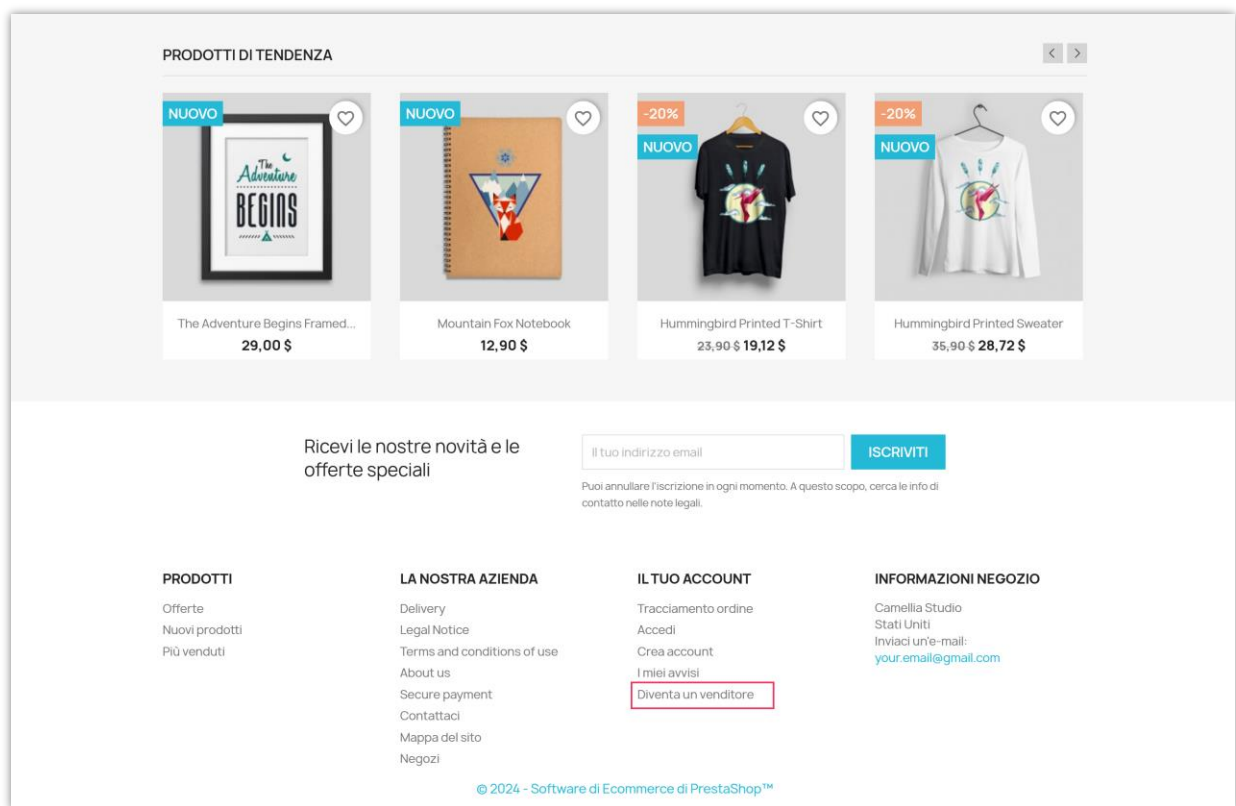 PRODOTTI DI TENDENZA
NUOVO
The
Adventure
BEGINS
The Adventure Begins Framed...
29,00 $
NUOVO
Mountain Fox Notebook
12,90 $
-20%
NUOVO
Hummingbird Printed T-Shirt
23,90 $ 19,12 $
-20%
NUOVO
Hummingbird Printed Sweater
35,90 $ 28,72 $
Ricevi le nostre novità e le
offerte speciali
Il tuo indirizzo email
ISCRIVITI
Puoi annullare l'iscrizione in ogni momento. A questo scopo, cerca le info di
contatto nelle note legali.
PRODOTTI
Offerte
Nuovi prodotti
Più venduti
LA NOSTRA AZIENDA
Delivery
Legal Notice
Terms and conditions of use
About us
Secure payment
Contattaci
Mappa del sito
Negozi
IL TUO ACCOUNT
Tracciamento ordine
Accedi
Crea account
I miei avvisi
Diventa un venditore
INFORMAZIONI NEGOZIO
Camellia Studio
Stati Uniti
Inviaci un'e-mail:
your.email@gmail.com
© 2024 - Software di Ecommerce di PrestaShop™